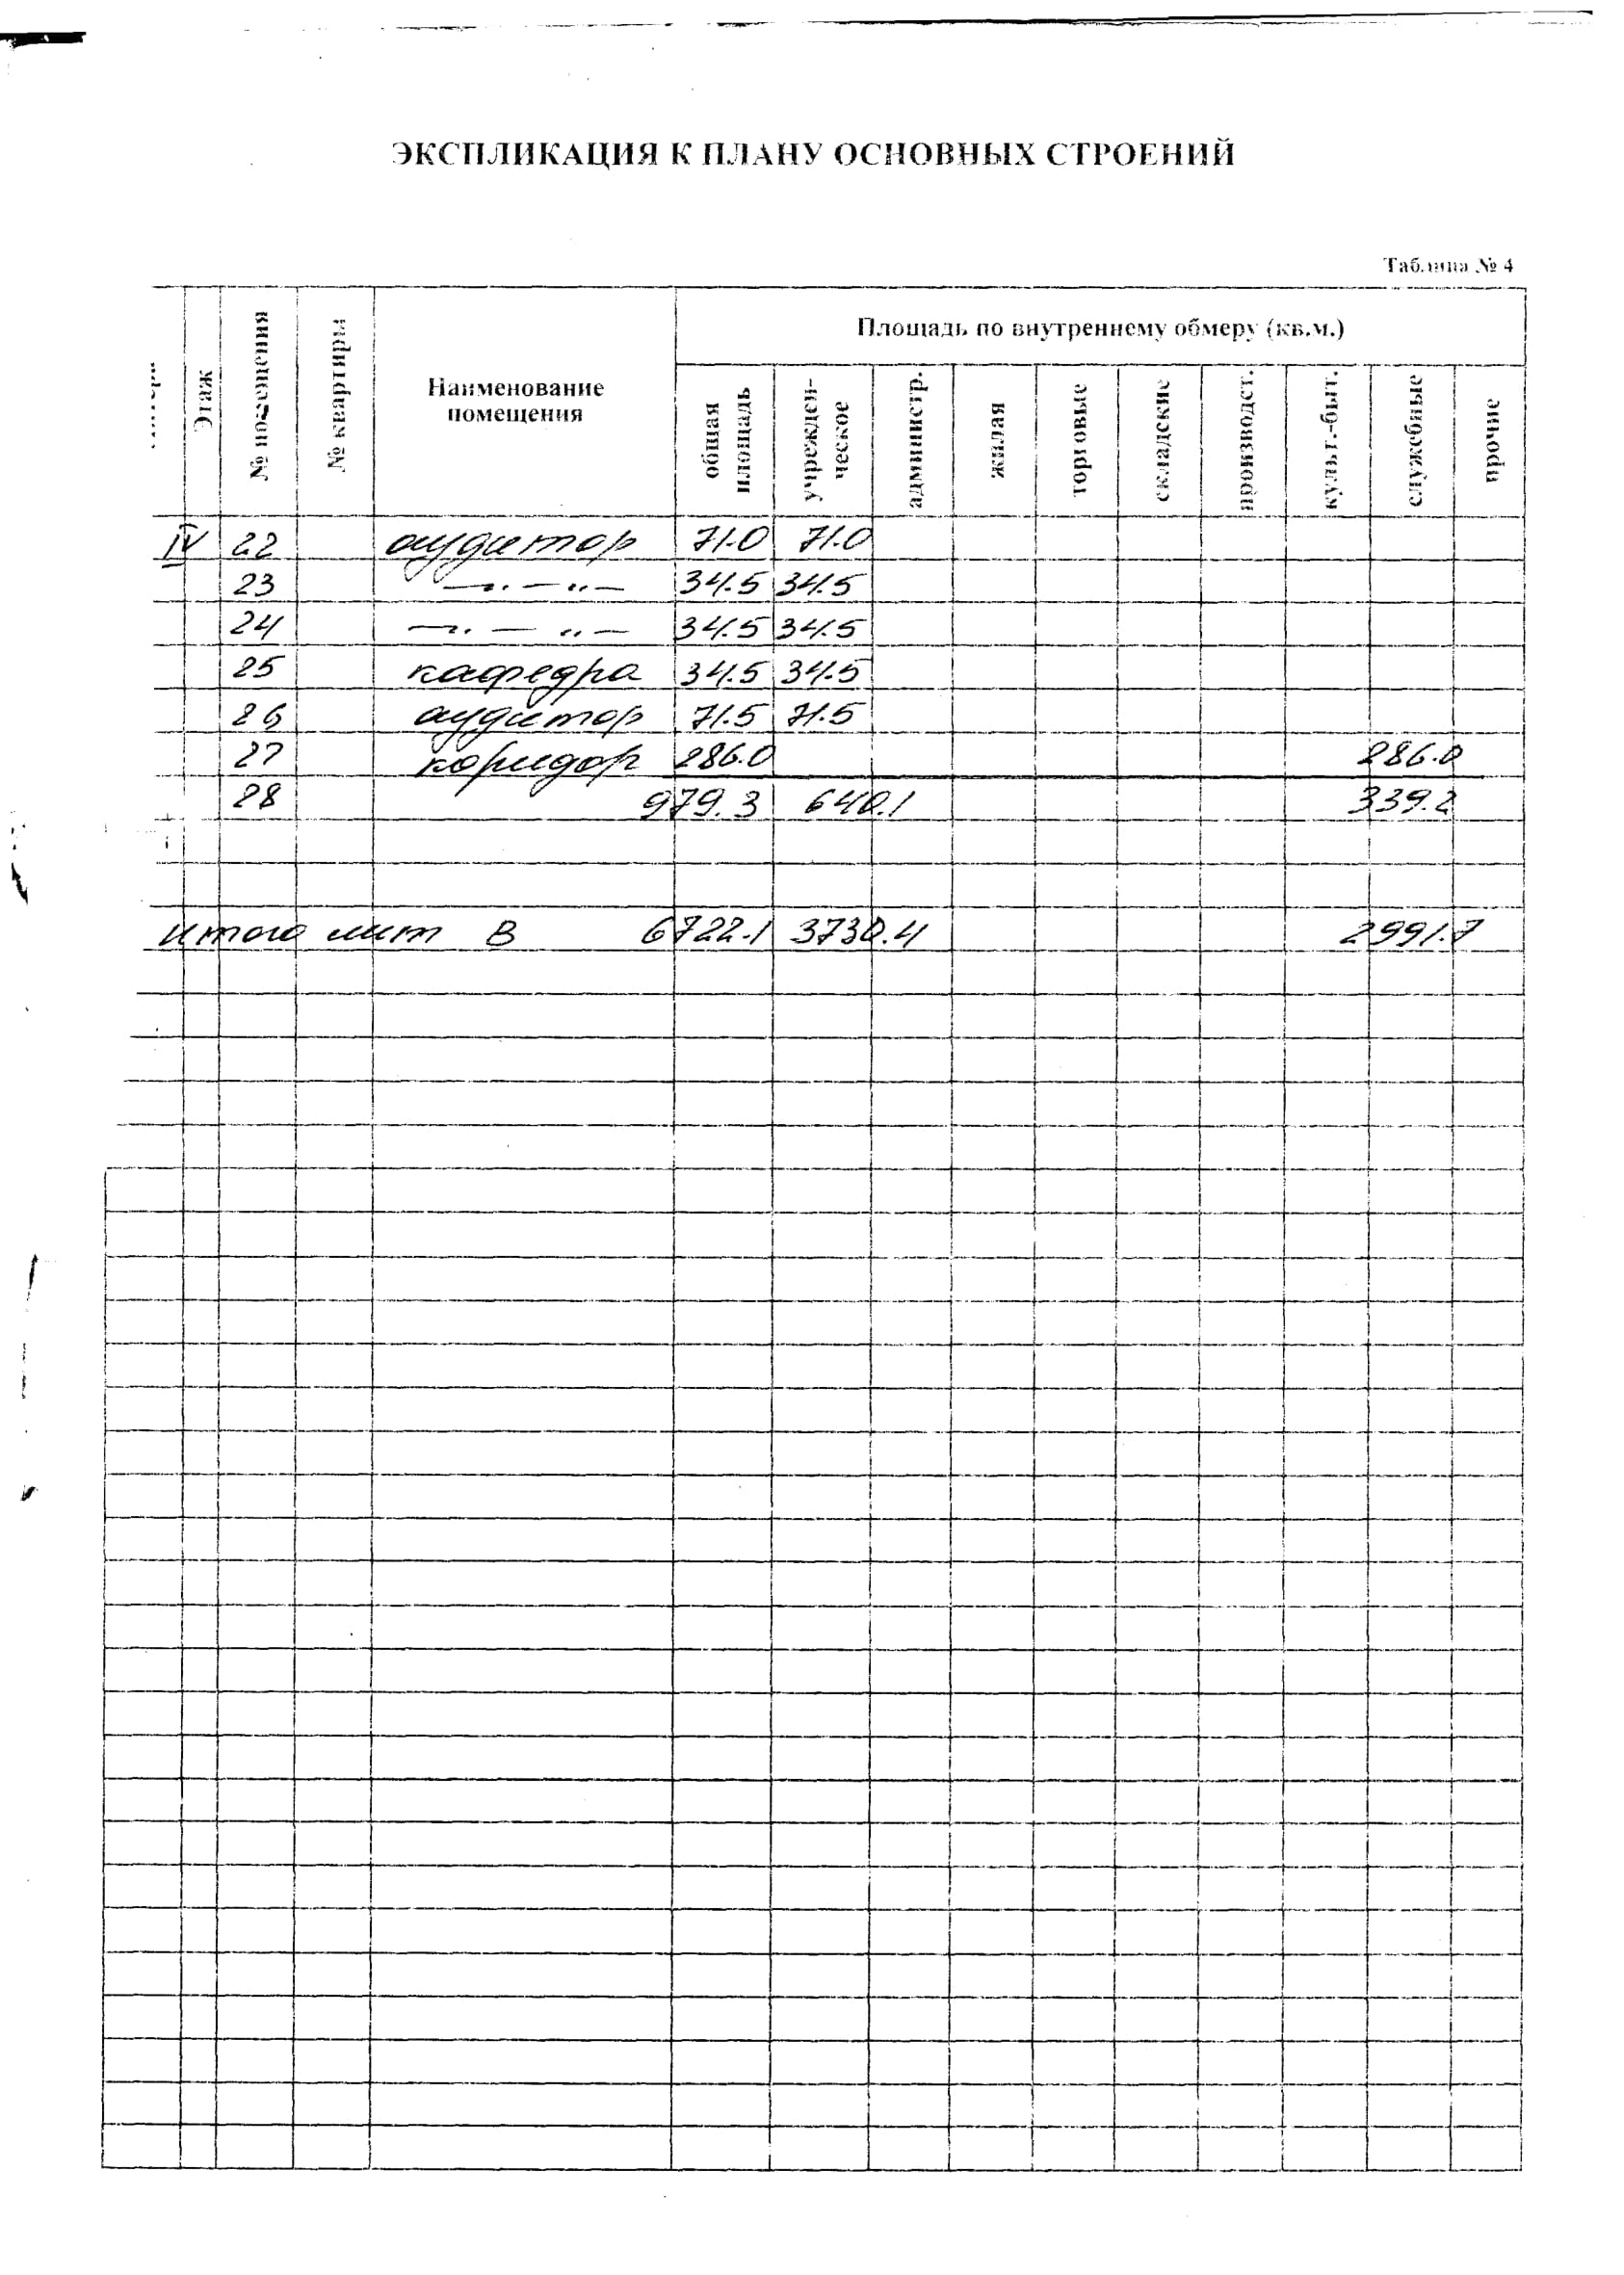 ЭКСПЛИКАЦИЯ К ПЛАНУ ОСНОВНЫХ СТРОЕНИЙ
Таблица № 4
Этаж
№ помещения
№ квартиры
Наименование
помещения
Площадь по внутреннему обмеру (кв.м.)
общая
площадь
учрежден-
ческое
администр.
жилая
торговые
складские
производст.
культ.-быт.
служебные
прочие
IV 22 аудитор 71.0 71.0
23 —..—..— 34.5 34.5
24 —..—..— 34.5 34.5
25 кафедра 34.5 34.5
26 аудитор 71.5 71.5
27 коридор 286.0 286.0
28 979.3 640.1 339.2
итого лит В 6722.1 3730.4 2991.7